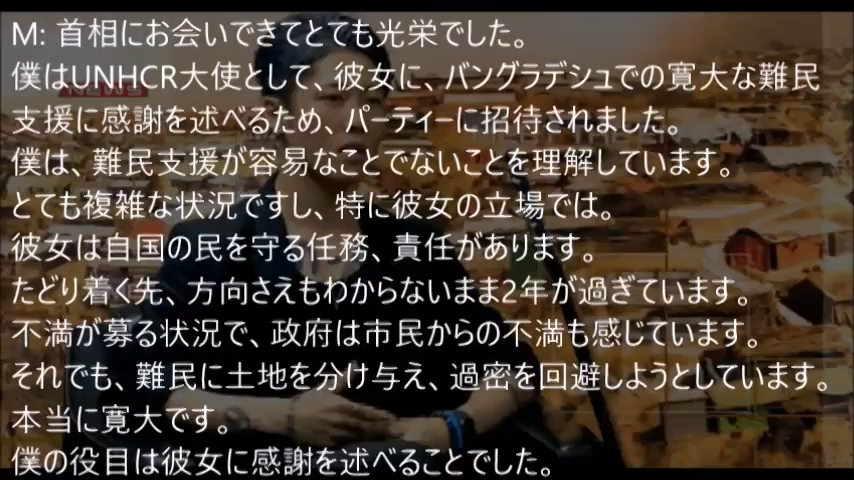 M: 首相にお会いできてとても光栄でした。
僕はUNHCR大使として、彼女に、バングラデシュでの寛大な難民
支援に感謝を述べるため、パーティーに招待されました。
僕は、難民支援が容易なことでないことを理解しています。
とても複雑な状況ですし、特に彼女の立場では。
彼女は自国の民を守る任務、責任があります。
たどり着く先、方向さえもわからないまま2年が過ぎています。
不満が募る状況で、政府は市民からの不満も感じています。
それでも、難民に土地を分け与え、過密を回避しようとしています。
本当に寛大です。
僕の役目は彼女に感謝を述べることでした。